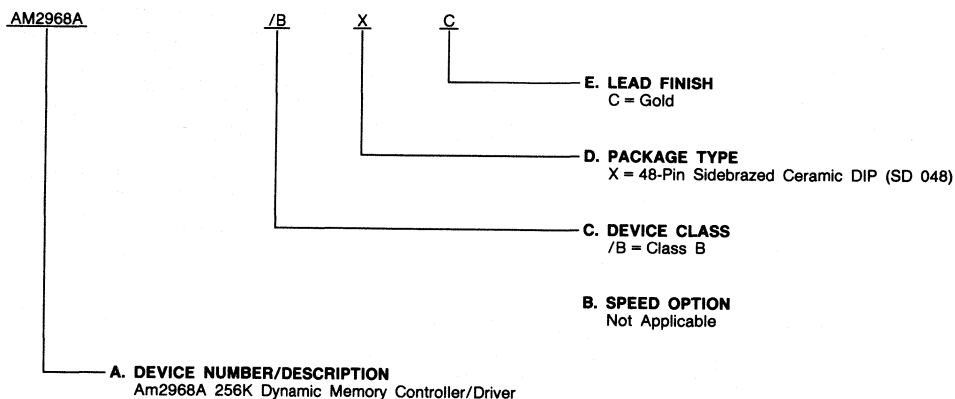 AM2968A /B X C
E. LEAD FINISH
C = Gold
D. PACKAGE TYPE
X = 48-Pin Sidebrazed Ceramic DIP (SD 048)
C. DEVICE CLASS
/B = Class B
B. SPEED OPTION
Not Applicable
A. DEVICE NUMBER/DESCRIPTION
Am2968A 256K Dynamic Memory Controller/Driver